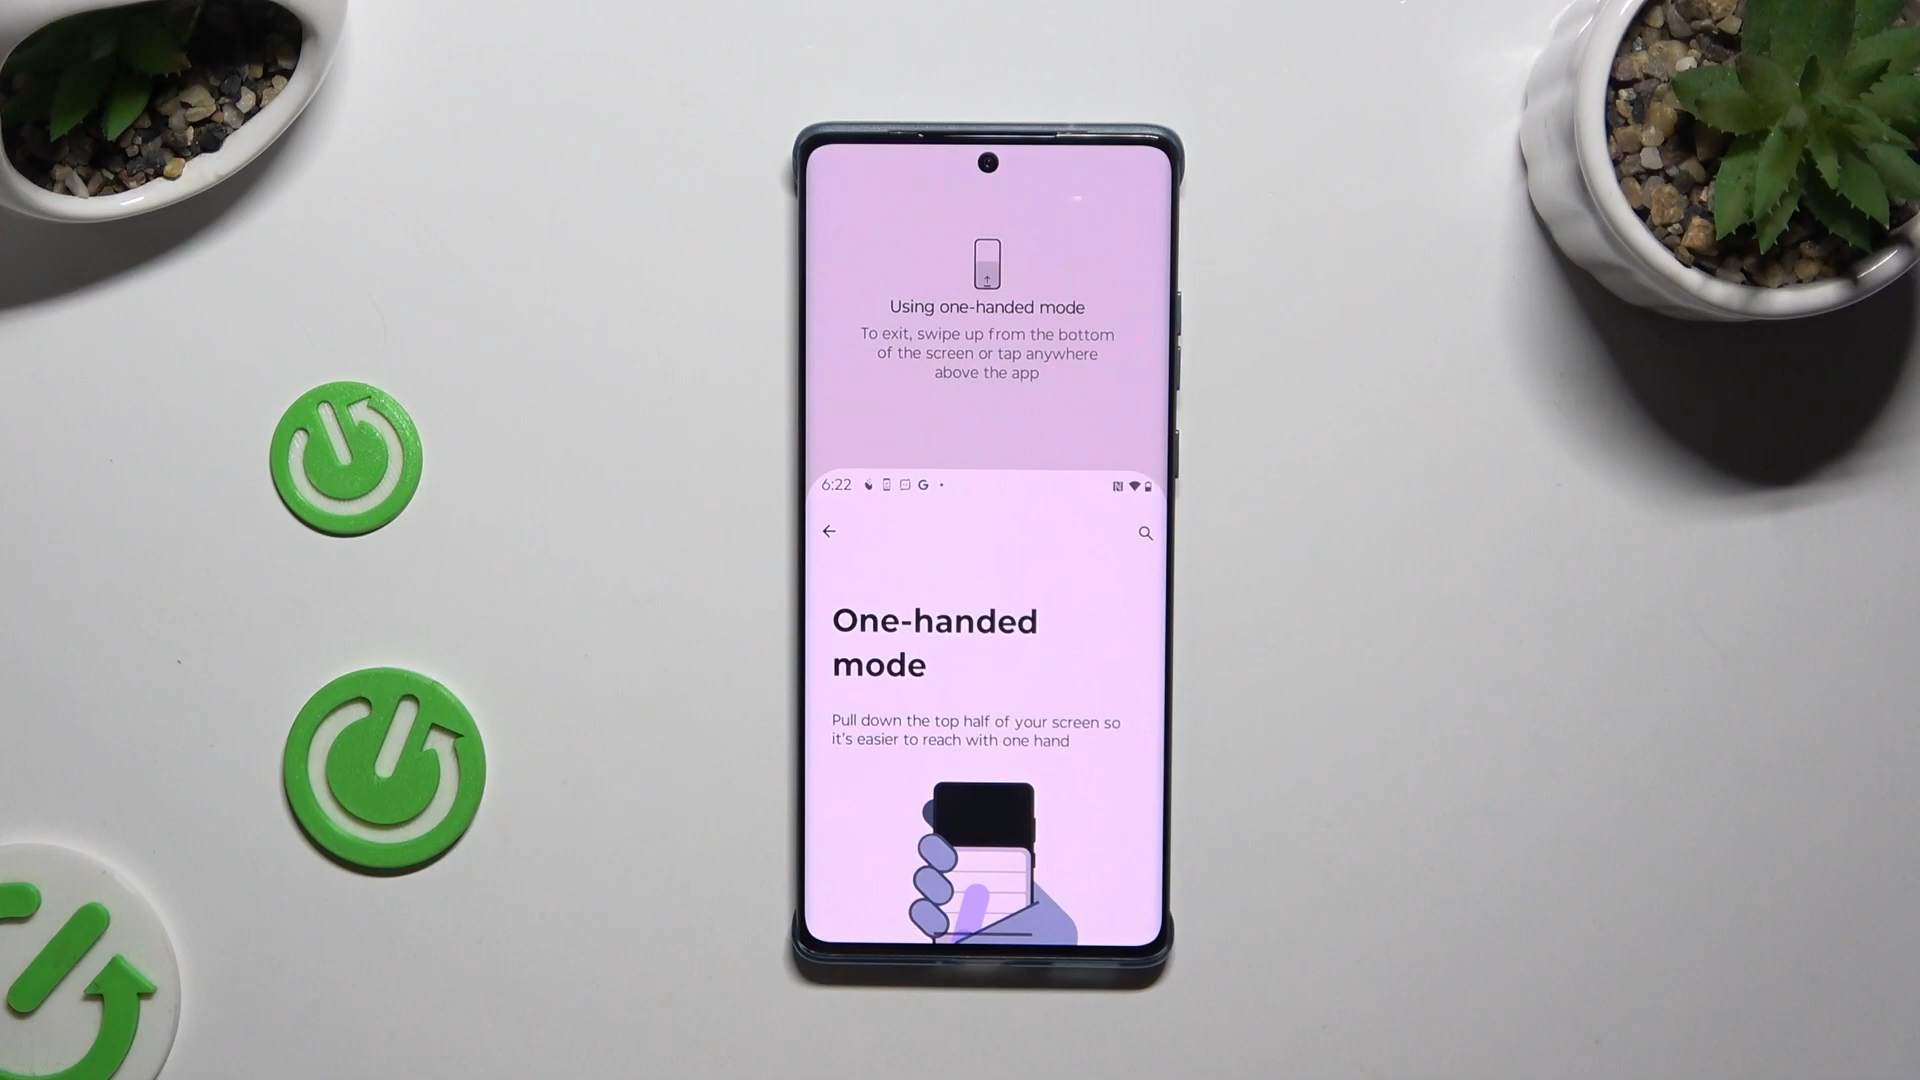 Using one-handed mode
To exit, swipe up from the bottom
of the screen or tap anywhere
above the app
6:22 G
One-handed
mode
Pull down the top half of your screen so
it's easier to reach with one hand